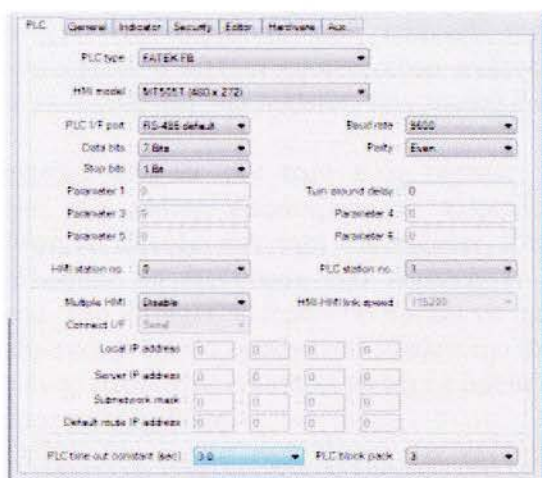 PLC General Indicator Security Editor Hardware Aux...
PLC type : FATEK FB
HMI model : MT505T (480 x 272)
PLC I/F port : RS-485 default Baud rate : 9600
Data bits : 7 Bits Parity : Even
Stop bits : 1 Bit
Parameter 1 : 0 Turn around delay : 0
Parameter 3 : 0 Parameter 4 : 0
Parameter 5 : 0 Parameter 6 : 0
HMI station no. : 0 PLC station no. : 1
Multiple HMI : Disable HMI-HMI link speed : 115200
Connect I/F : Serial
Local IP address : 0 0 0 0
Server IP address : 0 0 0 0
Subnetwork mask : 0 0 0 0
Default route IP address : 0 0 0 0
PLC time out constant (sec) : 3.0 PLC block pack : 3